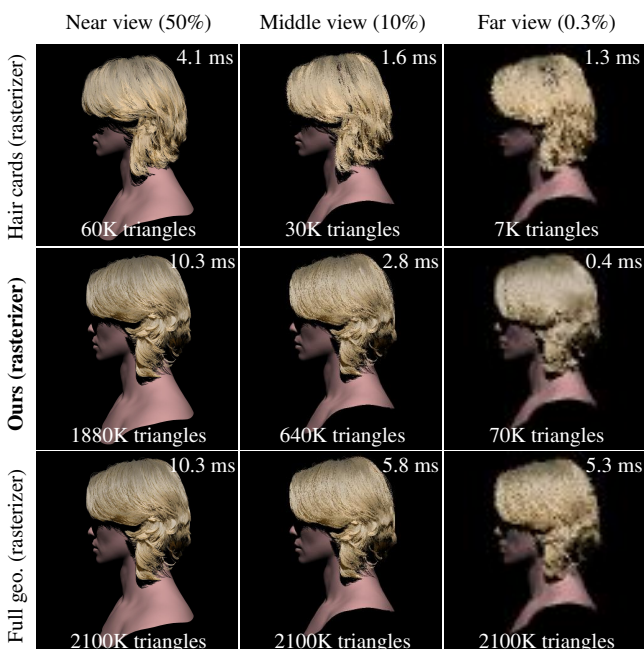 Near view (50%) Middle view (10%) Far view (0.3%)
Hair cards (rasterizer)
4.1 ms 1.6 ms 1.3 ms
60K triangles 30K triangles 7K triangles
Ours (rasterizer)
10.3 ms 2.8 ms 0.4 ms
1880K triangles 640K triangles 70K triangles
Full geo. (rasterizer)
10.3 ms 5.8 ms 5.3 ms
2100K triangles 2100K triangles 2100K triangles